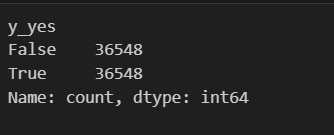 y_yes
False    36548
True     36548
Name: count, dtype: int64